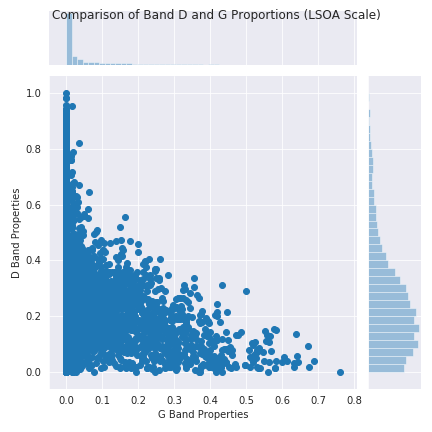 Comparison of Band D and G Proportions (LSOA Scale)
1.0
0.8
0.6
0.4
0.2
0.0
D Band Properties
0.0 0.1 0.2 0.3 0.4 0.5 0.6 0.7 0.8
G Band Properties